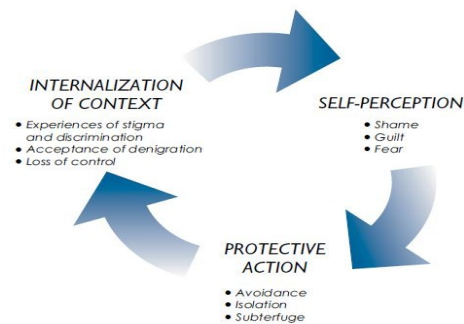 INTERNALIZATION
OF CONTEXT
• Experiences of stigma
and discrimination
• Acceptance of denigration
• Loss of control
SELF-PERCEPTION
• Shame
• Guilt
• Fear
PROTECTIVE
ACTION
• Avoidance
• Isolation
• Subterfuge